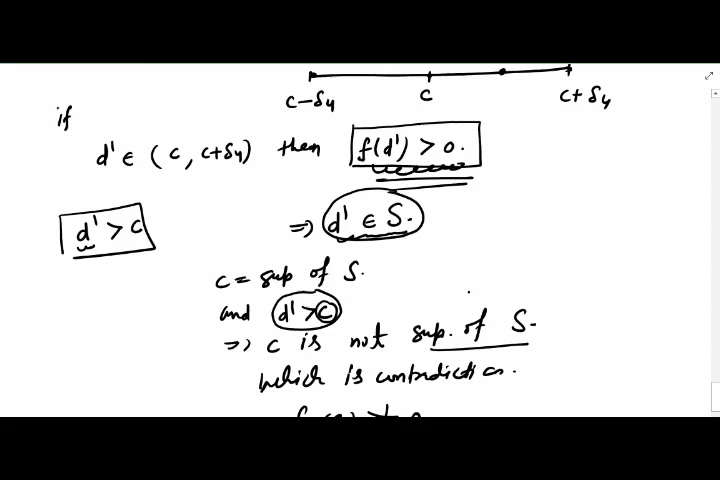 c-δ4 c c+δ4
if
d' ∈ (c, c+δ4) then f(d') > 0.
d' > c ⇒ d' ∈ S.
c = sup of S.
and d' > c
⇒ c is not sup. of S.
which is contradiction.